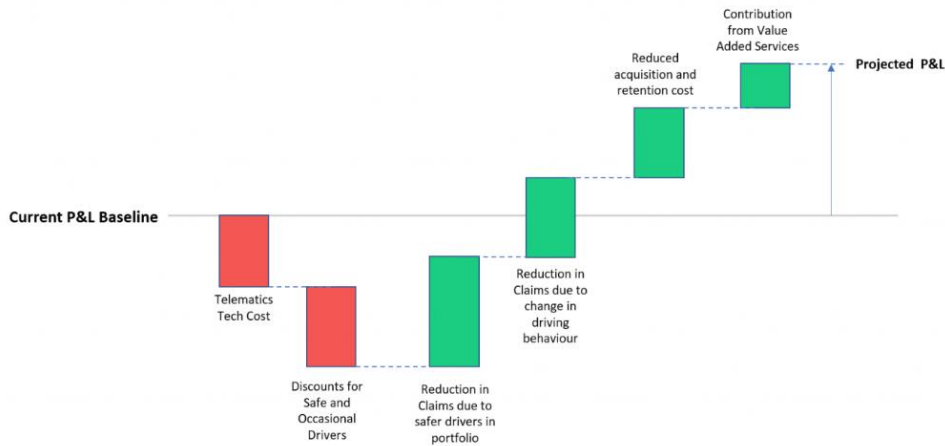 Contribution
from Value
Added Services
Projected P&L
Reduced
acquisition and
retention cost
Current P&L Baseline
Telematics
Tech Cost
Reduction in
Claims due to
change in
driving
behaviour
Discounts for
Safe and
Occasional
Drivers
Reduction in
Claims due to
safer drivers in
portfolio